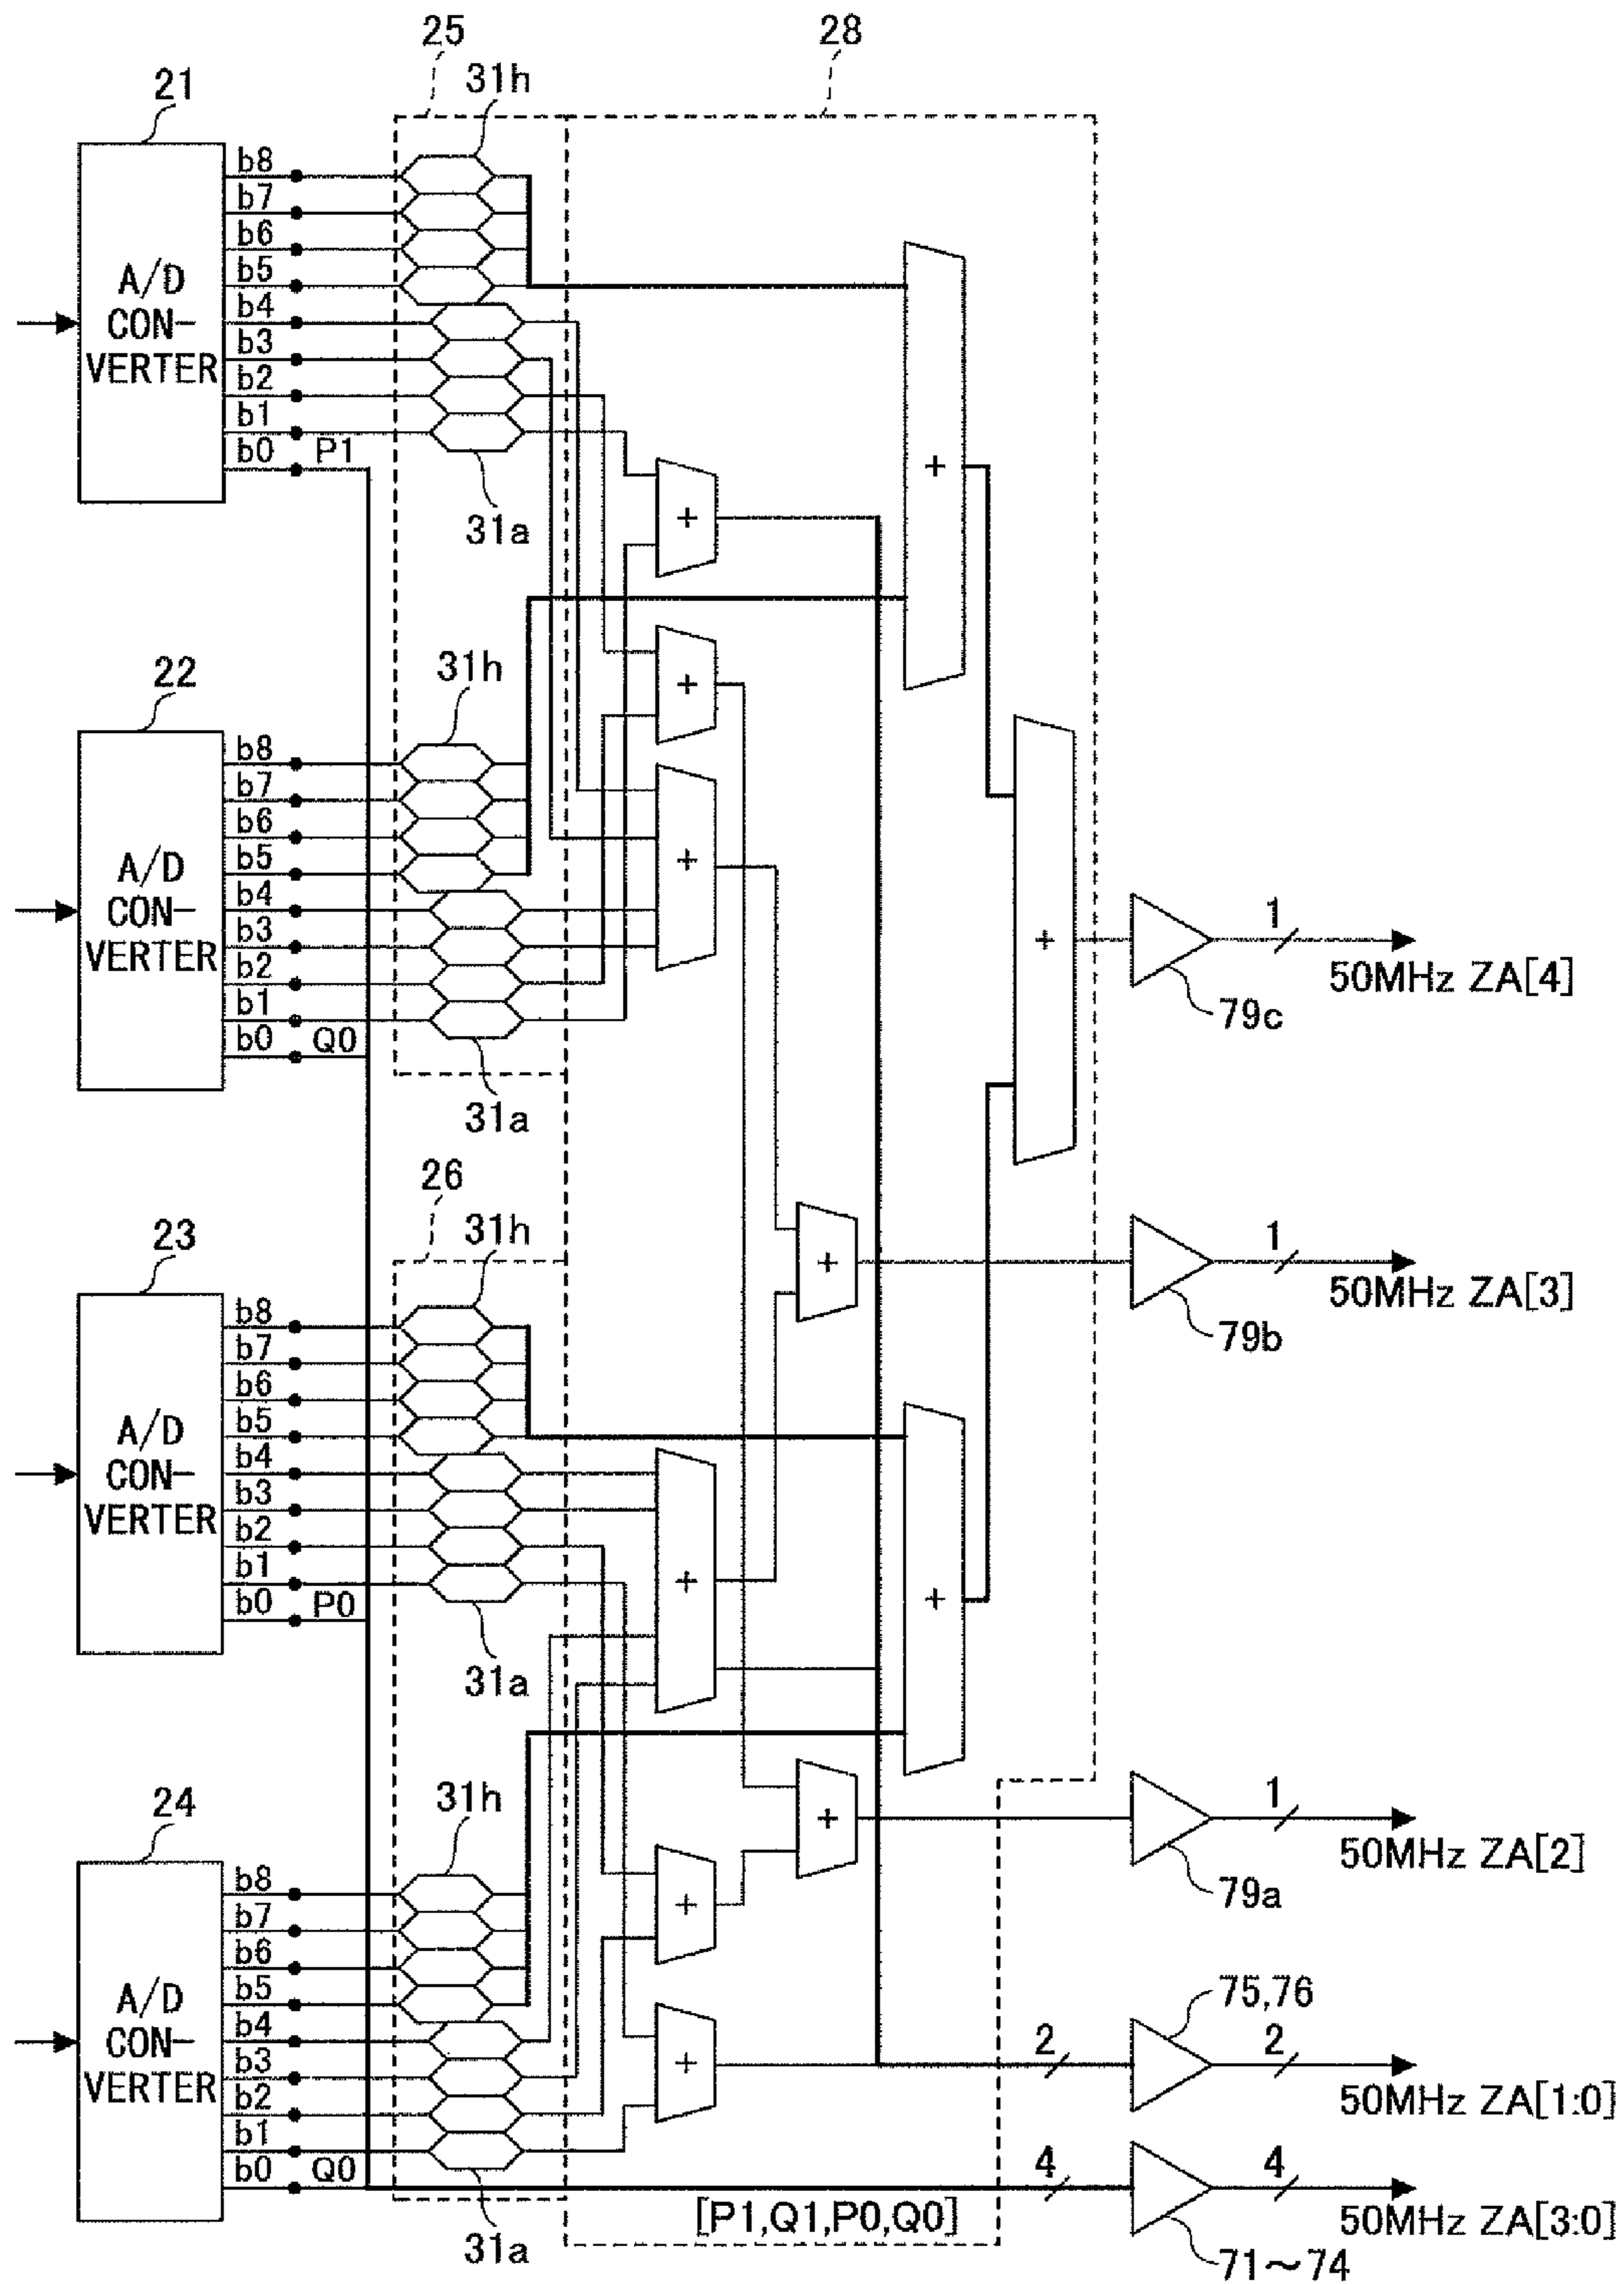 25
28
21
31h
b8
b7
b6
b5
b4
b3
b2
b1
b0
P1
A/D
CON-
VERTER
31a
+
+
22
31h
+
b8
b7
b6
b5
b4
b3
b2
b1
b0
Q0
A/D
CON-
VERTER
31a
+
+
1
50MHz ZA[4]
79c
26
23
31h
b8
b7
b6
b5
b4
b3
b2
b1
b0
P0
A/D
CON-
VERTER
31a
+
1
50MHz ZA[3]
79b
+
+
24
31h
b8
b7
b6
b5
b4
b3
b2
b1
b0
Q0
A/D
CON-
VERTER
31a
+
1
50MHz ZA[2]
79a
+
+
75,76
2
2
50MHz ZA[1:0]
4
4
[P1,Q1,P0,Q0]
50MHz ZA[3:0]
71～74